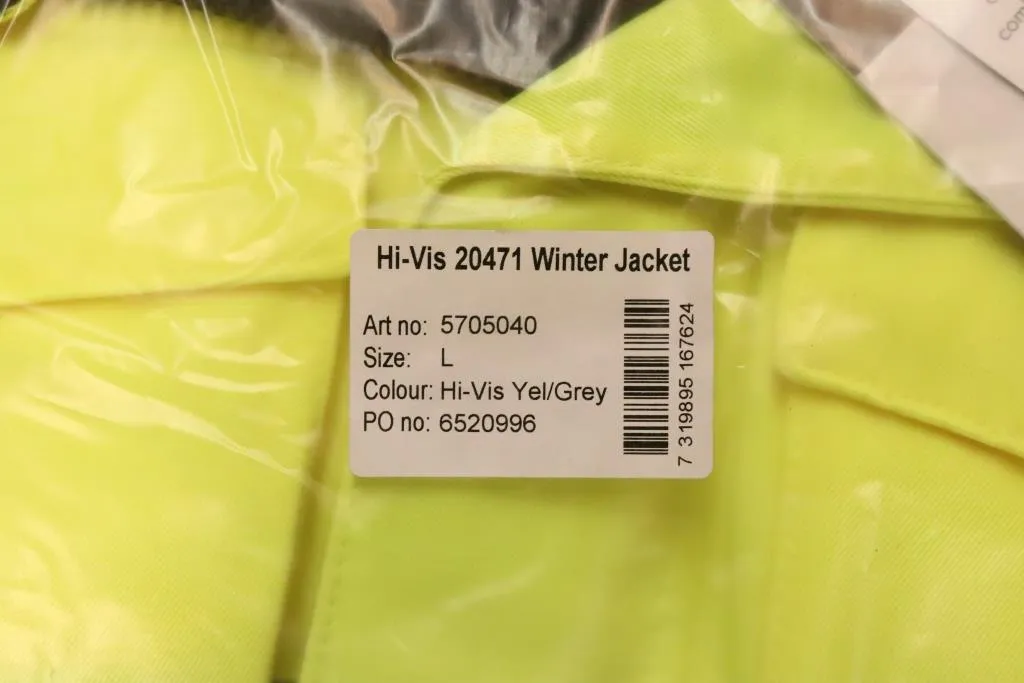 Hi-Vis 20471 Winter Jacket
Art no: 5705040
Size: L
Colour: Hi-Vis Yel/Grey
PO no: 6520996
7 319895 167624